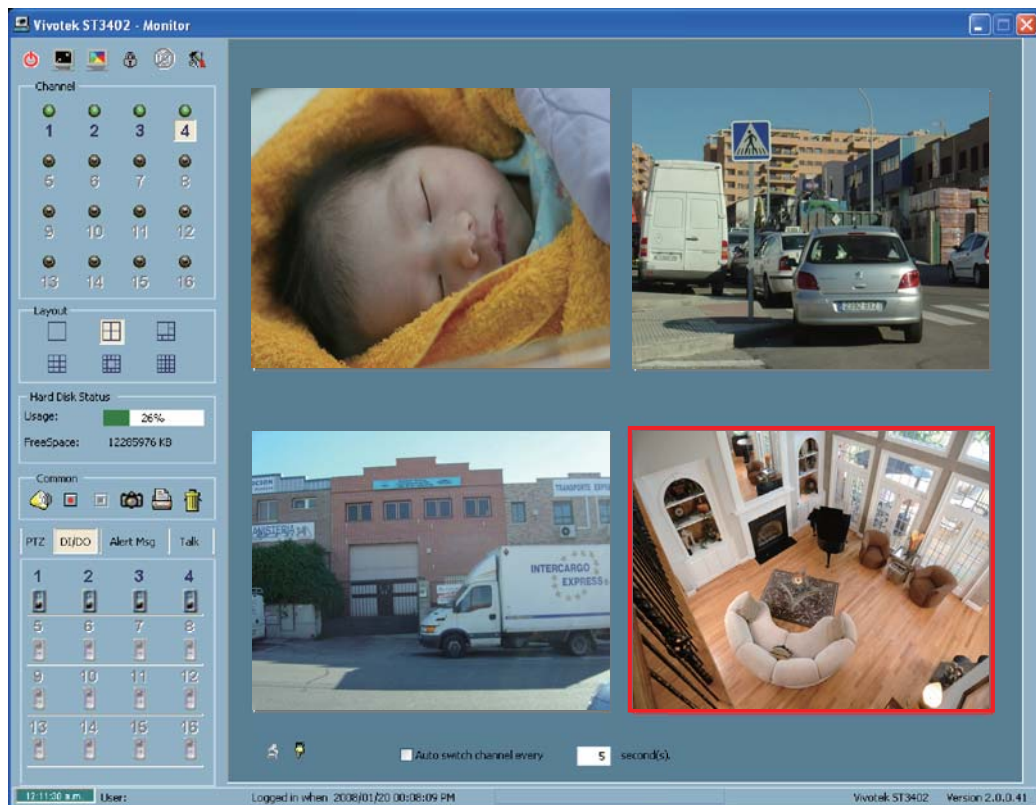 Vivotek ST3402 - Monitor
Channel
1 2 3 4
5 6 7 8
9 10 11 12
13 14 15 16
Layout
Hard Disk Status
Usage: 26%
FreeSpace: 12285976 KB
Common
PTZ DI/DO Alert Msg Talk
1 2 3 4
5 6 7 8
9 10 11 12
13 14 15 16
TRANSPORTE
INTERCARGO
EXPRESS
Auto switch channel every 5 second(s).
12:11:30 a.m. User: Logged in when 2008/01/20 00:08:09 PM Vivotek ST3402 Version 2.0.0.41